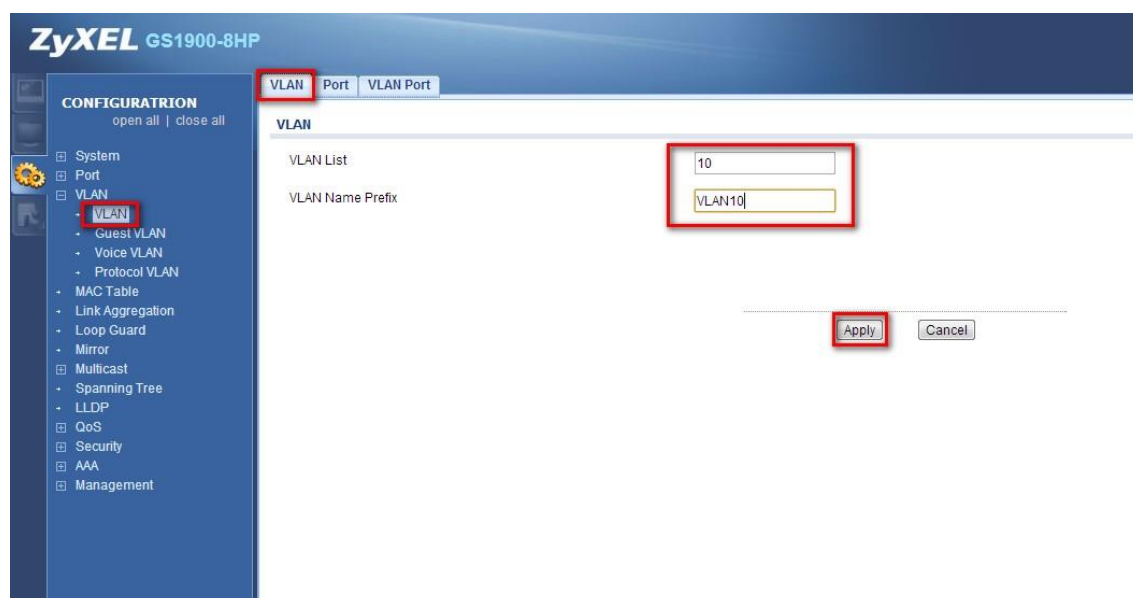 ZyXEL GS1900-8HP
CONFIGURATRION
open all | close all
System
Port
VLAN
VLAN
Guest VLAN
Voice VLAN
Protocol VLAN
MAC Table
Link Aggregation
Loop Guard
Mirror
Multicast
Spanning Tree
LLDP
QoS
Security
AAA
Management
VLAN Port VLAN Port
VLAN
VLAN List 10
VLAN Name Prefix VLAN10
Apply Cancel